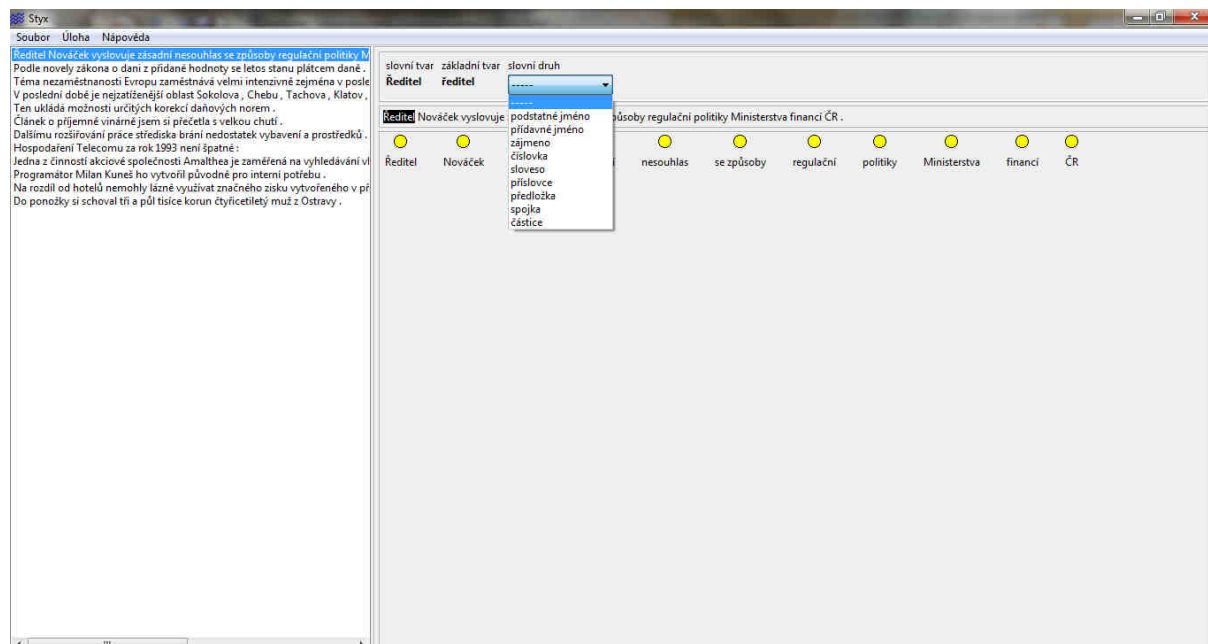 Styx
Soubor Úloha Nápověda
Ředitel Nováček vyslovuje zásadní nesouhlas se způsoby regulační politiky M
Podle novely zákona o dani z přidané hodnoty se letos stanu plátcem daně .
Téma nezaměstnanosti Evropu zaměstnává velmi intenzivně zejména v posle
V poslední době je nejzatíženější oblast Sokolova , Chebu , Tachova , Klatov ,
Ten ukládá možnosti určitých korekcí daňových norem .
Článek o příjemné vinárně jsem si přečetla s velkou chutí .
Dalšímu rozšiřování práce střediska brání nedostatek vybavení a prostředků .
Hospodaření Telecomu za rok 1993 není špatné :
Jedna z činností akciové společnosti Amalthea je zaměřená na vyhledávání vl
Programátor Milan Kuneš ho vytvořil původně pro interní potřebu .
Na rozdíl od hotelů nemohly lázně využívat značného zisku vytvořeného v př
Do ponožky si schoval tři a půl tisíce korun čtyřicetiletý muž z Ostravy .
slovní tvar základní tvar slovní druh
Ředitel ředitel -----
-----
podstatné jméno
přídavné jméno
zájmeno
číslovka
sloveso
příslovce
předložka
spojka
částice
Ředitel Nováček vyslovuje ůsoby regulační politiky Ministerstva financí ČR .
Ředitel Nováček í nesouhlas se způsoby regulační politiky Ministerstva financí ČR